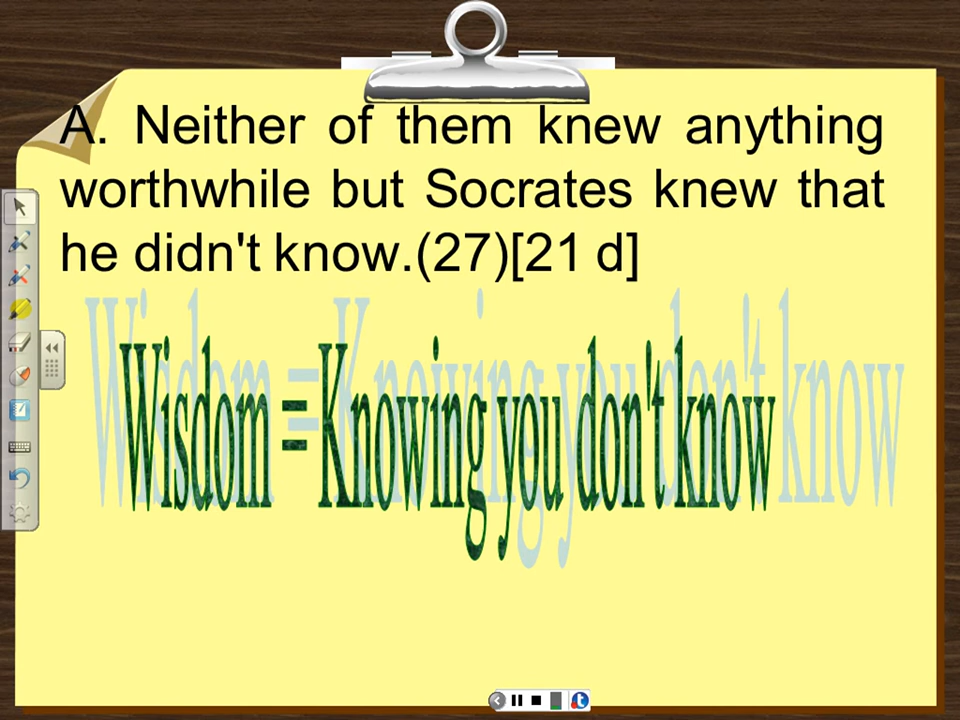 A. Neither of them knew anything
worthwhile but Socrates knew that
he didn't know.(27)[21 d]
Wisdom = Knowing you don't know